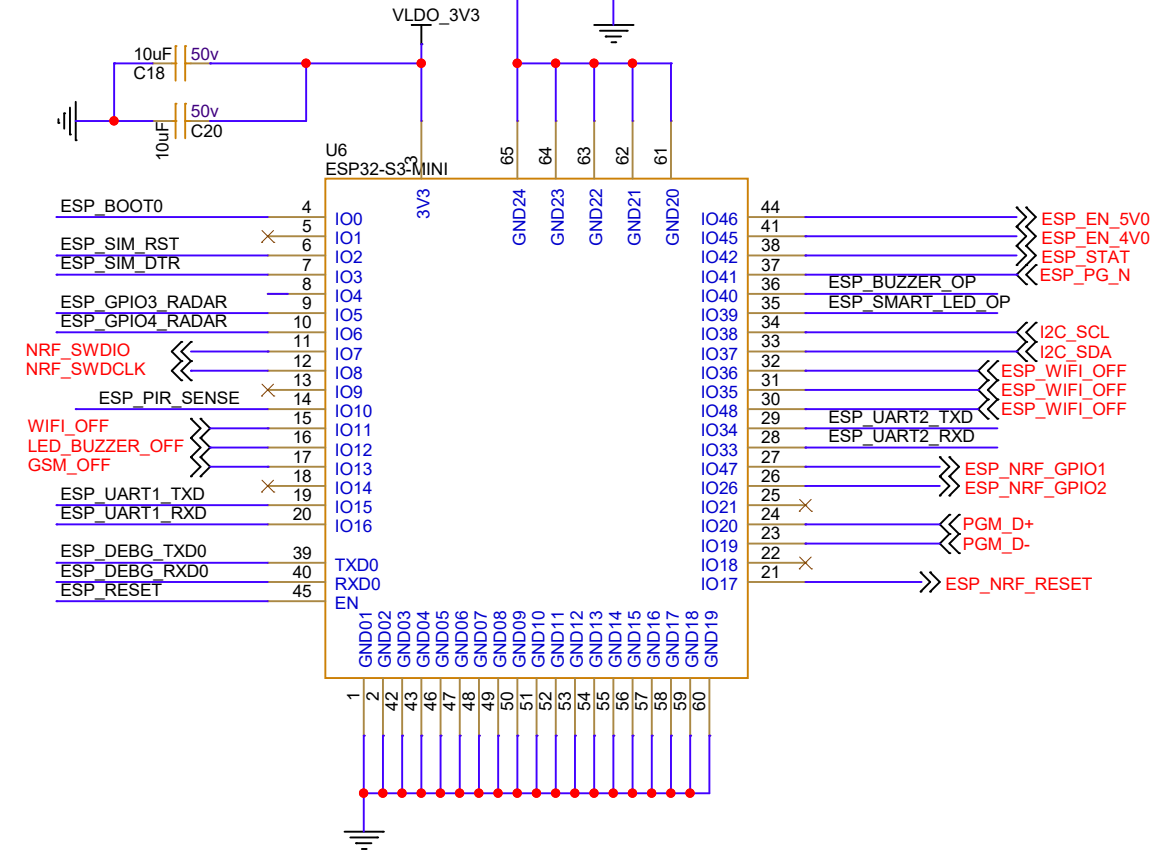 VLDO_3V3
10uF 50v
C18
50v
10uF C20
U6
ESP32-S3-MINI
3
65
64
63
62
61
3V3
GND24
GND23
GND22
GND21
GND20
ESP_BOOT0 4 IO0
5 IO1
ESP_SIM_RST 6 IO2
ESP_SIM_DTR 7 IO3
8 IO4
ESP_GPIO3_RADAR 9 IO5
ESP_GPIO4_RADAR 10 IO6
NRF_SWDIO 11 IO7
NRF_SWDCLK 12 IO8
13 IO9
ESP_PIR_SENSE 14 IO10
WIFI_OFF 15 IO11
LED_BUZZER_OFF 16 IO12
GSM_OFF 17 IO13
18 IO14
ESP_UART1_TXD 19 IO15
ESP_UART1_RXD 20 IO16
ESP_DEBG_TXD0 39 TXD0
ESP_DEBG_RXD0 40 RXD0
ESP_RESET 45 EN
IO46 44 ESP_EN_5V0
IO45 41 ESP_EN_4V0
IO42 38 ESP_STAT
IO41 37 ESP_PG_N
IO40 36 ESP_BUZZER_OP
IO39 35 ESP_SMART_LED_OP
IO38 34 I2C_SCL
IO37 33 I2C_SDA
IO36 32 ESP_WIFI_OFF
IO35 31 ESP_WIFI_OFF
IO48 30 ESP_WIFI_OFF
IO34 29 ESP_UART2_TXD
IO33 28 ESP_UART2_RXD
IO47 27 ESP_NRF_GPIO1
IO26 26 ESP_NRF_GPIO2
IO21 25
IO20 24 PGM_D+
IO19 23 PGM_D-
IO18 22
IO17 21 ESP_NRF_RESET
GND01
GND02
GND03
GND04
GND05
GND06
GND07
GND08
GND09
GND10
GND11
GND12
GND13
GND14
GND15
GND16
GND17
GND18
GND19
1
2
42
43
46
47
48
49
50
51
52
53
54
55
56
57
58
59
60